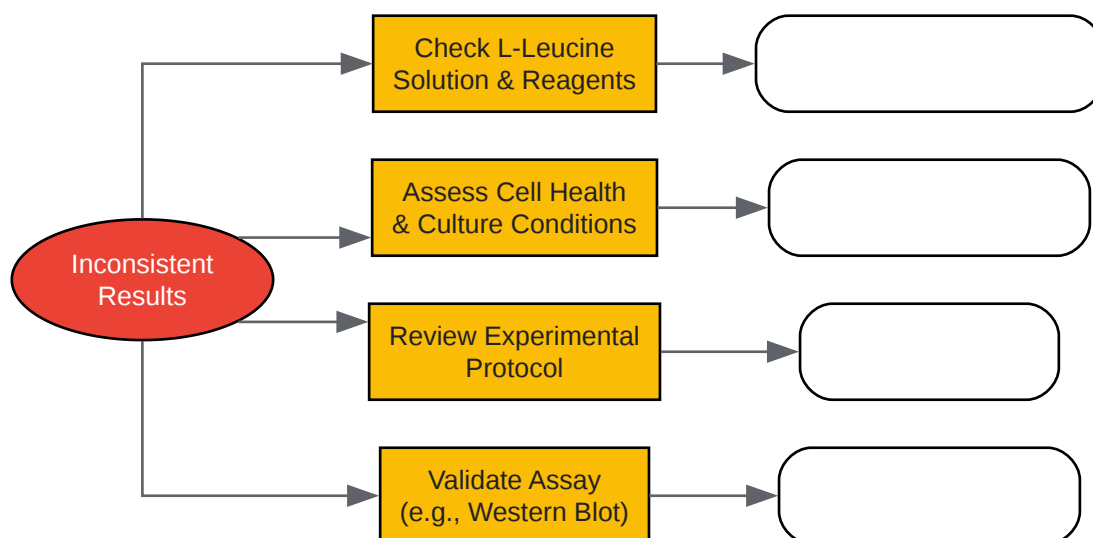 Check L-Leucine
Solution & Reagents
Assess Cell Health
& Culture Conditions
Inconsistent
Results
Review Experimental
Protocol
Validate Assay
(e.g., Western Blot)